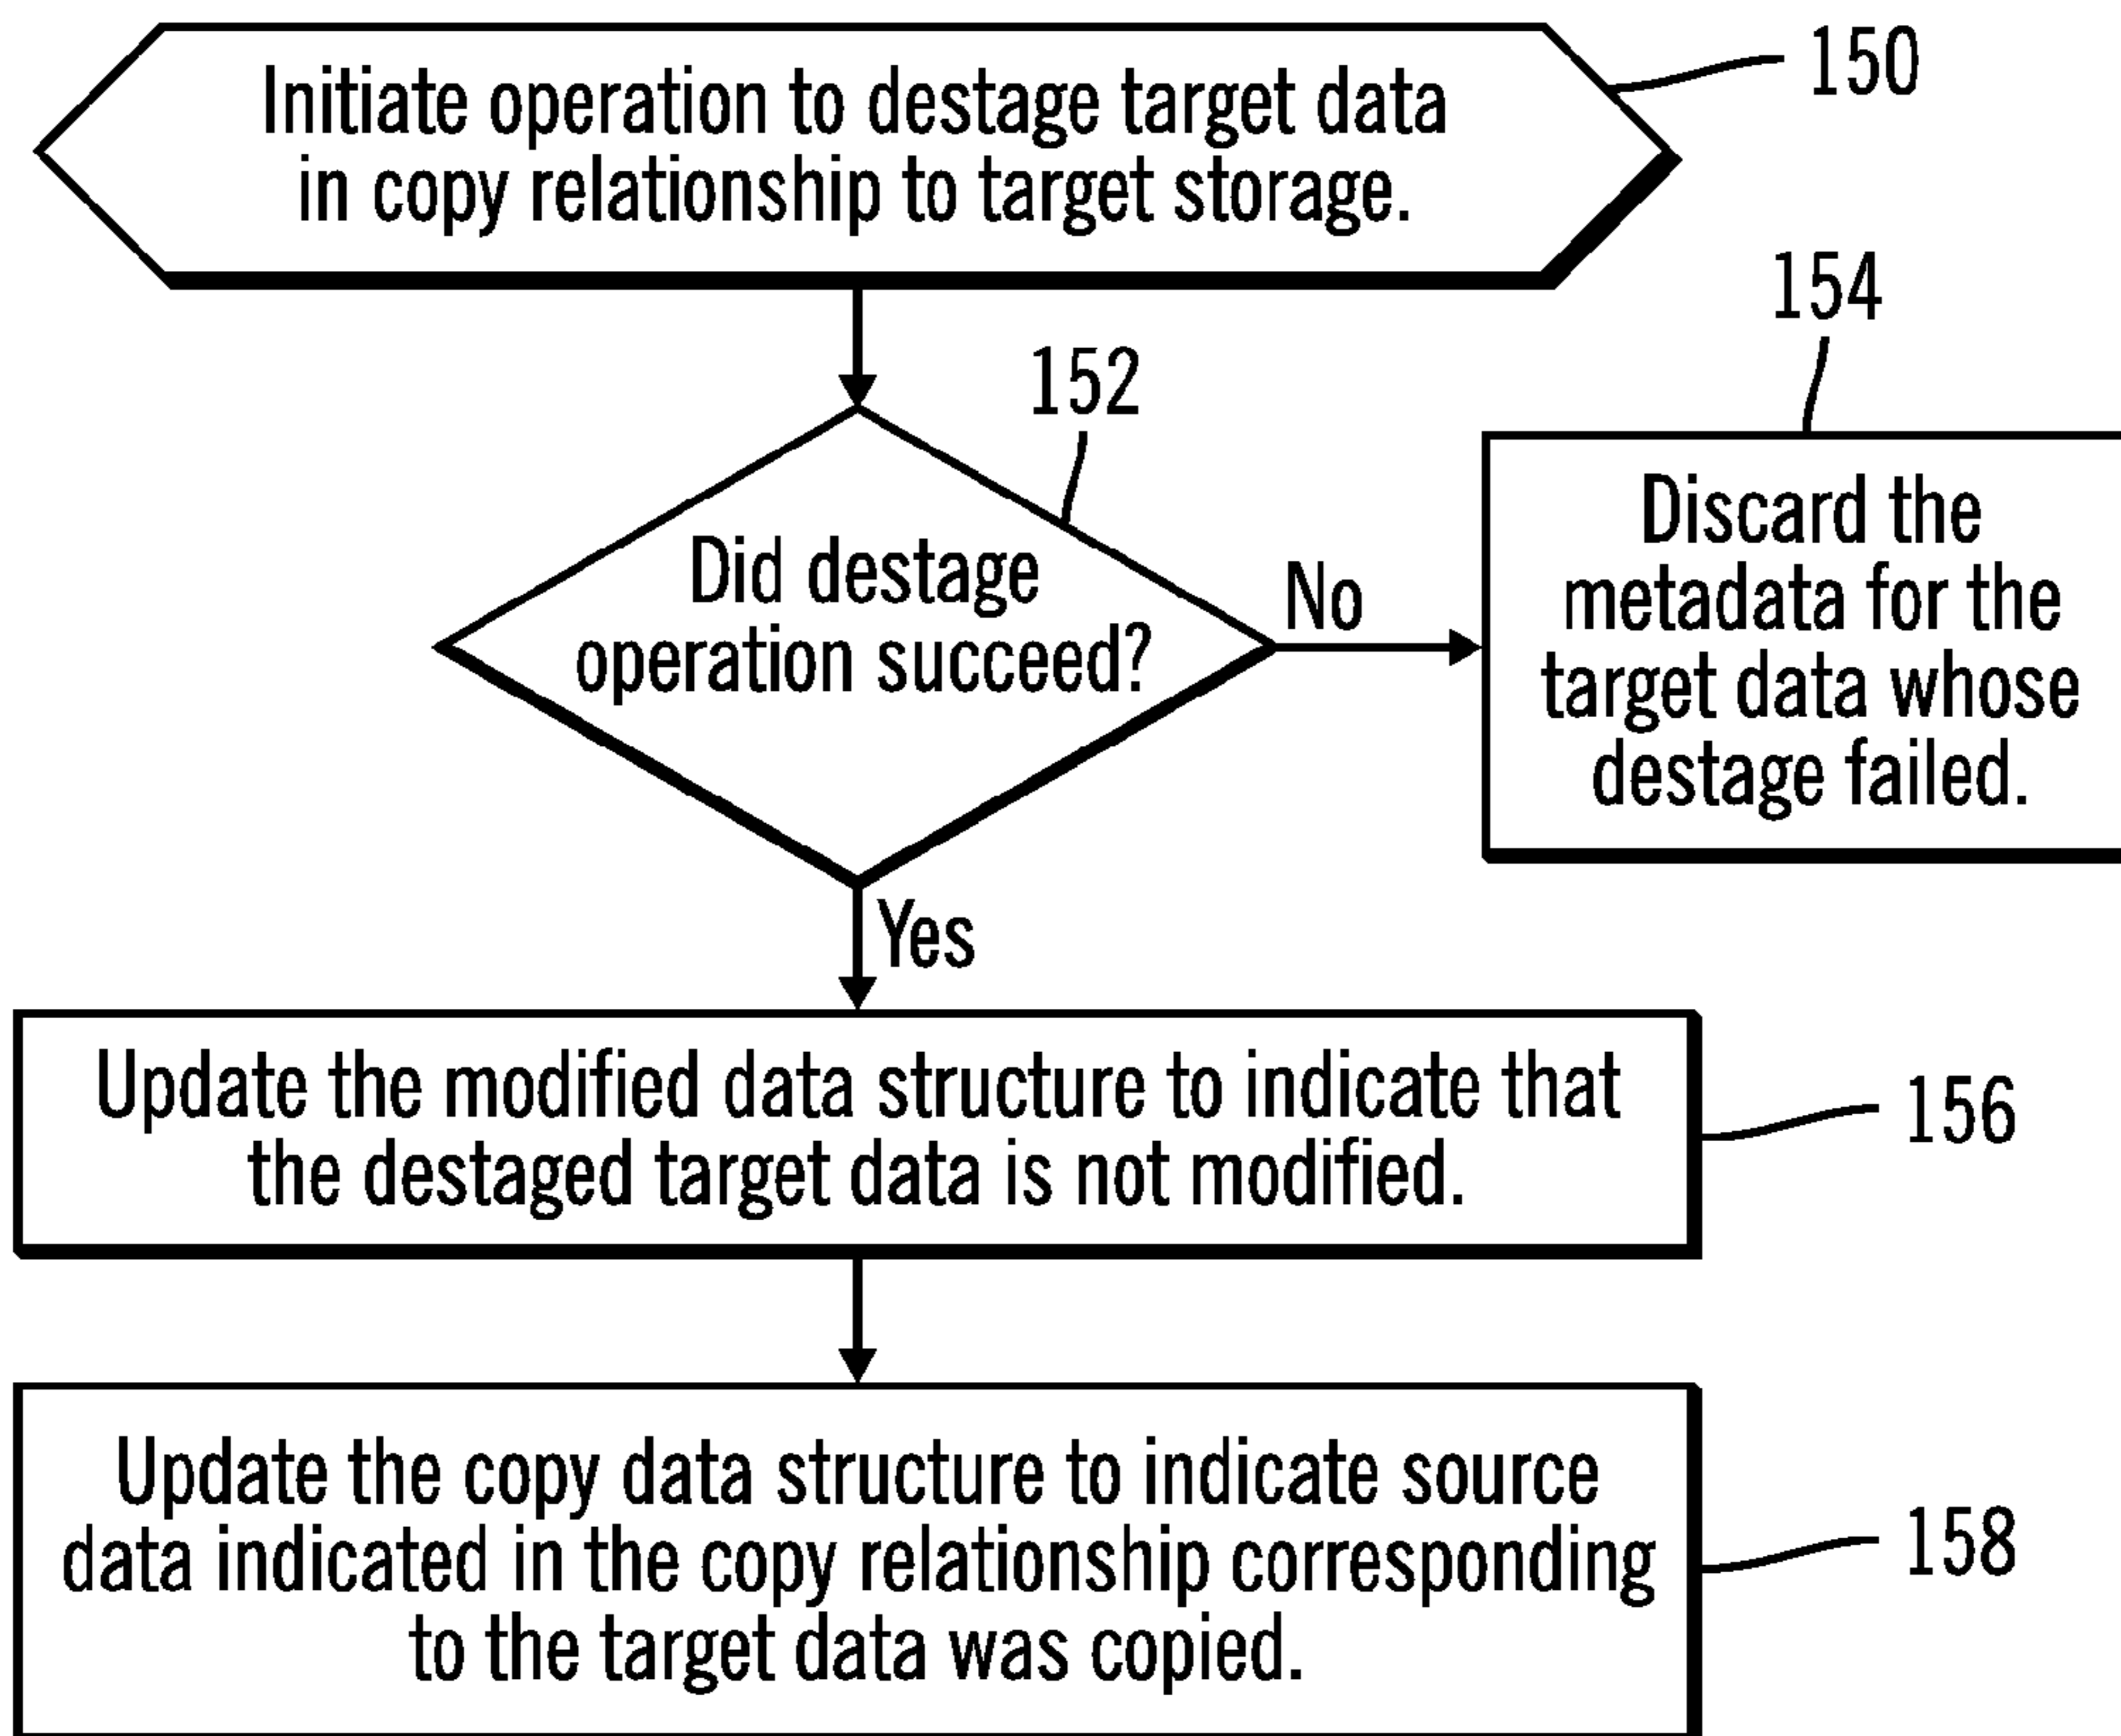 Initiate operation to destage target data
in copy relationship to target storage.
150
152
154
Did destage
operation succeed?
No
Discard the
metadata for the
target data whose
destage failed.
Yes
Update the modified data structure to indicate that
the destaged target data is not modified.
156
Update the copy data structure to indicate source
data indicated in the copy relationship corresponding
to the target data was copied.
158